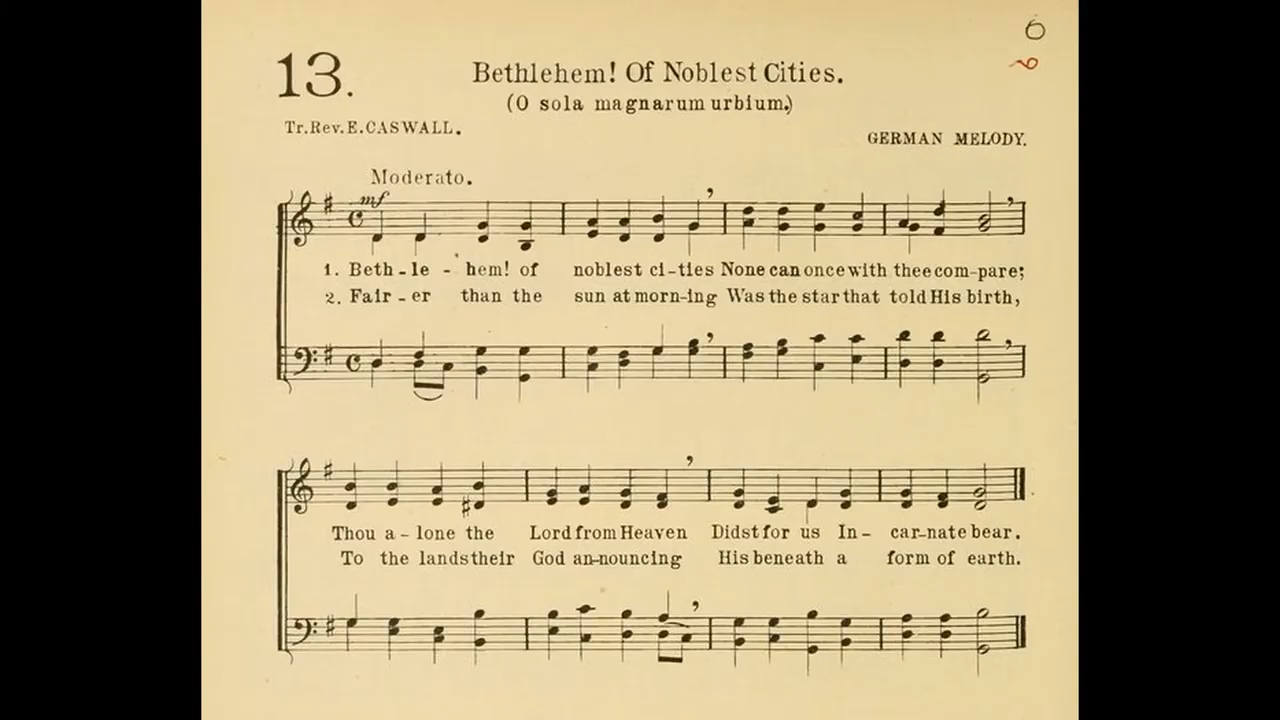 6
13.
Bethlehem! Of Noblest Cities.
(O sola magnarum urbium.)
Tr. Rev. E. CASWALL.
GERMAN MELODY.
Moderato.
mf
1. Beth-le-hem! of noblest ci-ties None can once with thee com-pare;
2. Fair-er than the sun at morn-ing Was the star that told His birth,
Thou a-lone the Lord from Heaven Didst for us In-car-nate bear.
To the lands their God an-nouncing His beneath a form of earth.